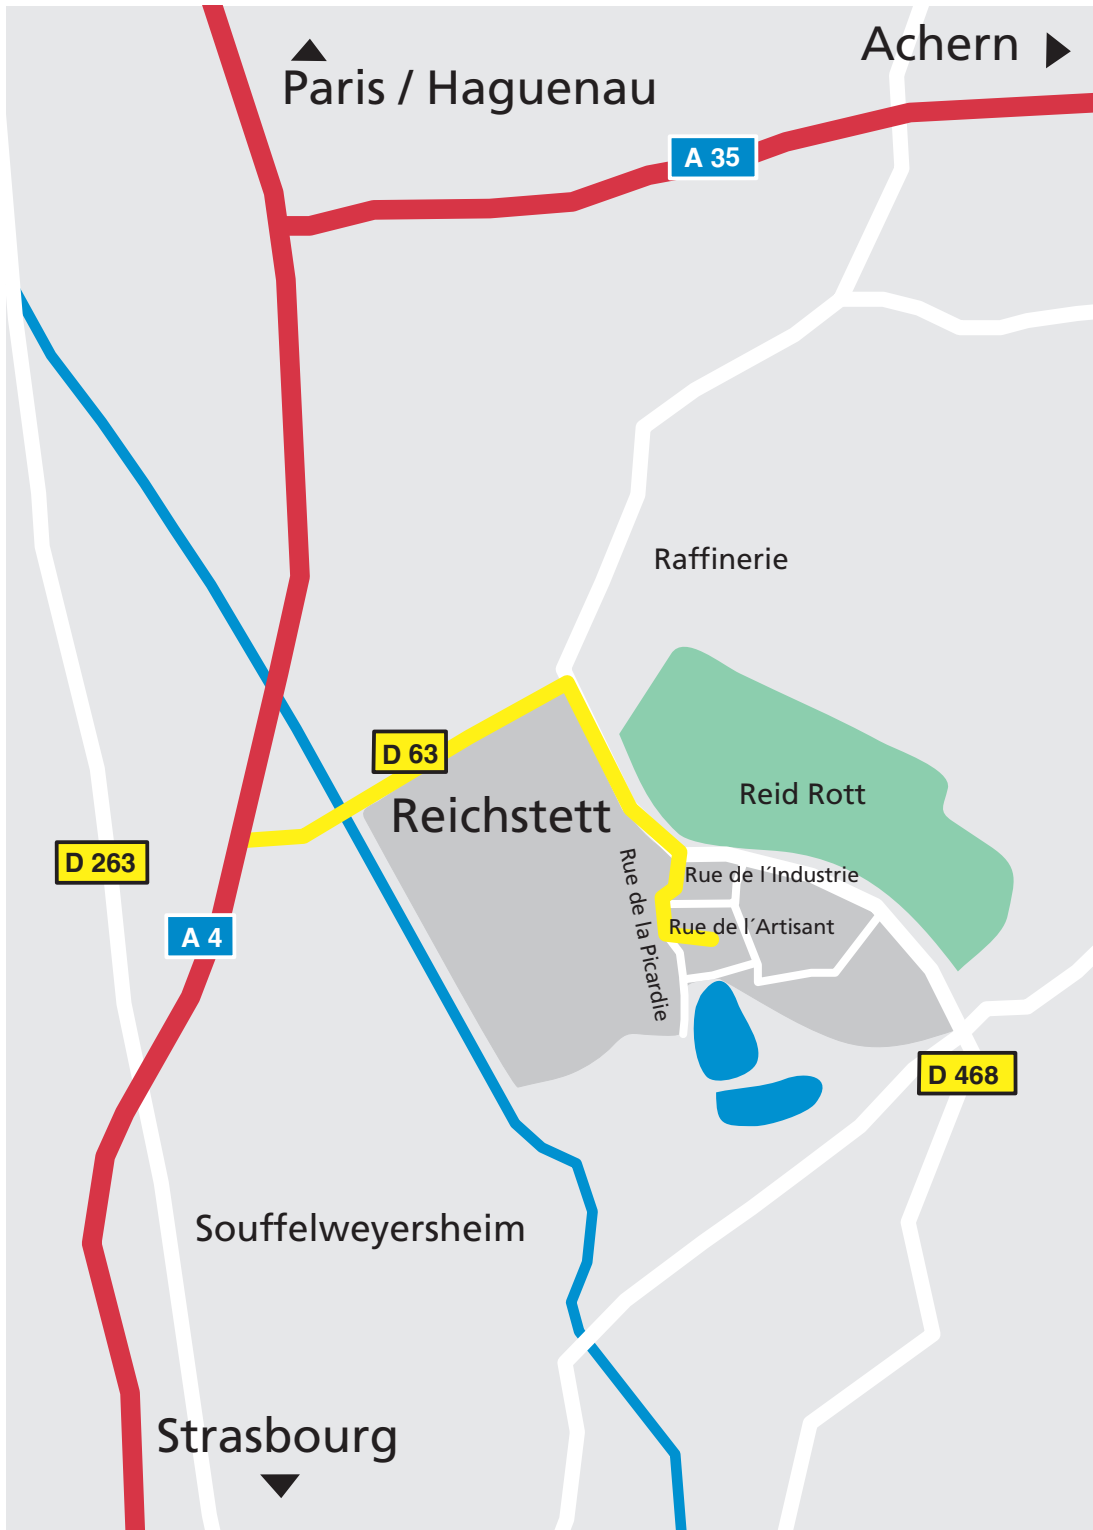 Achern
Paris / Haguenau
A 35
Raffinerie
D 63
Reid Rott
Reichstett
D 263
Rue de l´Industrie
Rue de la Picardie
Rue de l´Artisant
A 4
D 468
Souffelweyersheim
Strasbourg